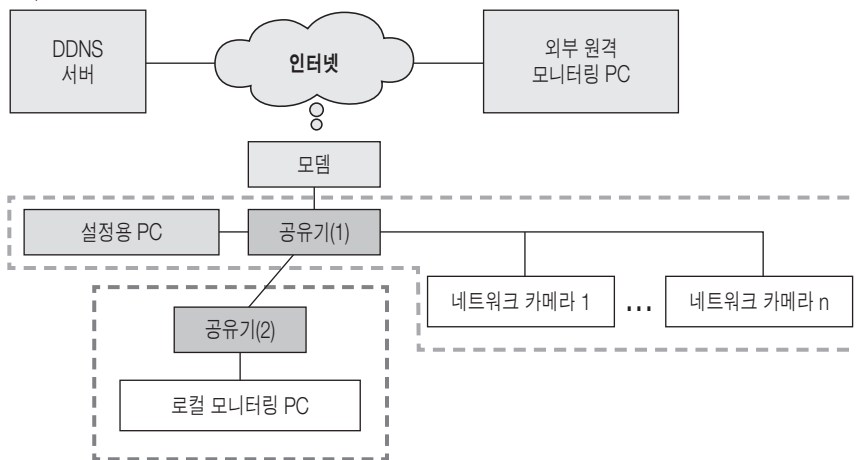 DDNS
서버
인터넷
외부 원격
모니터링 PC
모뎀
설정용 PC
공유기(1)
네트워크 카메라 1
...
네트워크 카메라 n
공유기(2)
로컬 모니터링 PC